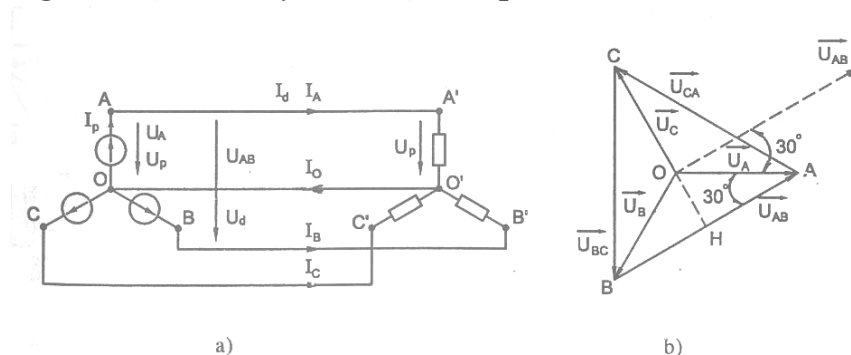 A I_d I_A A'
I_p U_A U_p U_AB U_p
O I_O O'
C B U_d C' B'
I_B
I_C
a)
C U_AB
U_CA
U_C
O U_A 30° A
30°
U_B U_AB
H
U_BC
B
b)